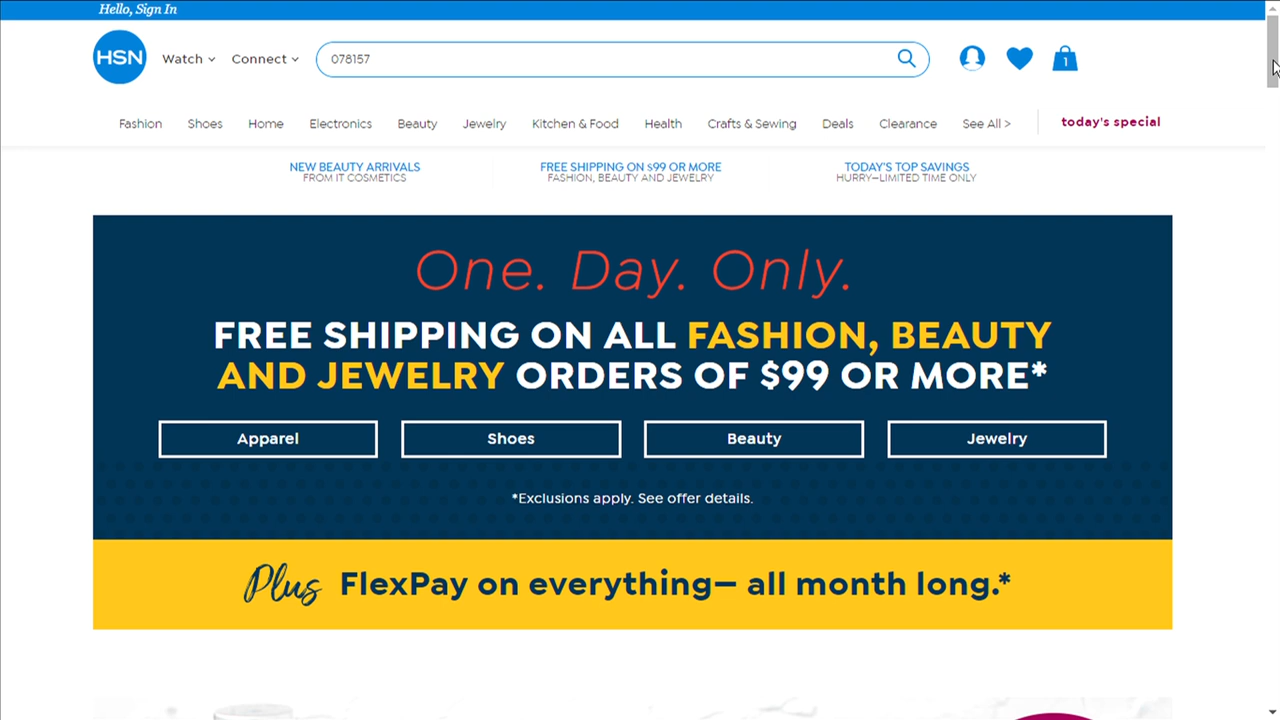 Hello, Sign In
HSN
Watch
Connect
078157
1
Fashion
Shoes
Home
Electronics
Beauty
Jewelry
Kitchen & Food
Health
Crafts & Sewing
Deals
Clearance
See All >
today's special
NEW BEAUTY ARRIVALS
FROM IT COSMETICS
FREE SHIPPING ON $99 OR MORE
FASHION, BEAUTY AND JEWELRY
TODAY'S TOP SAVINGS
HURRY—LIMITED TIME ONLY
One. Day. Only.
FREE SHIPPING ON ALL FASHION, BEAUTY
AND JEWELRY ORDERS OF $99 OR MORE*
Apparel
Shoes
Beauty
Jewelry
*Exclusions apply. See offer details.
Plus FlexPay on everything— all month long.*